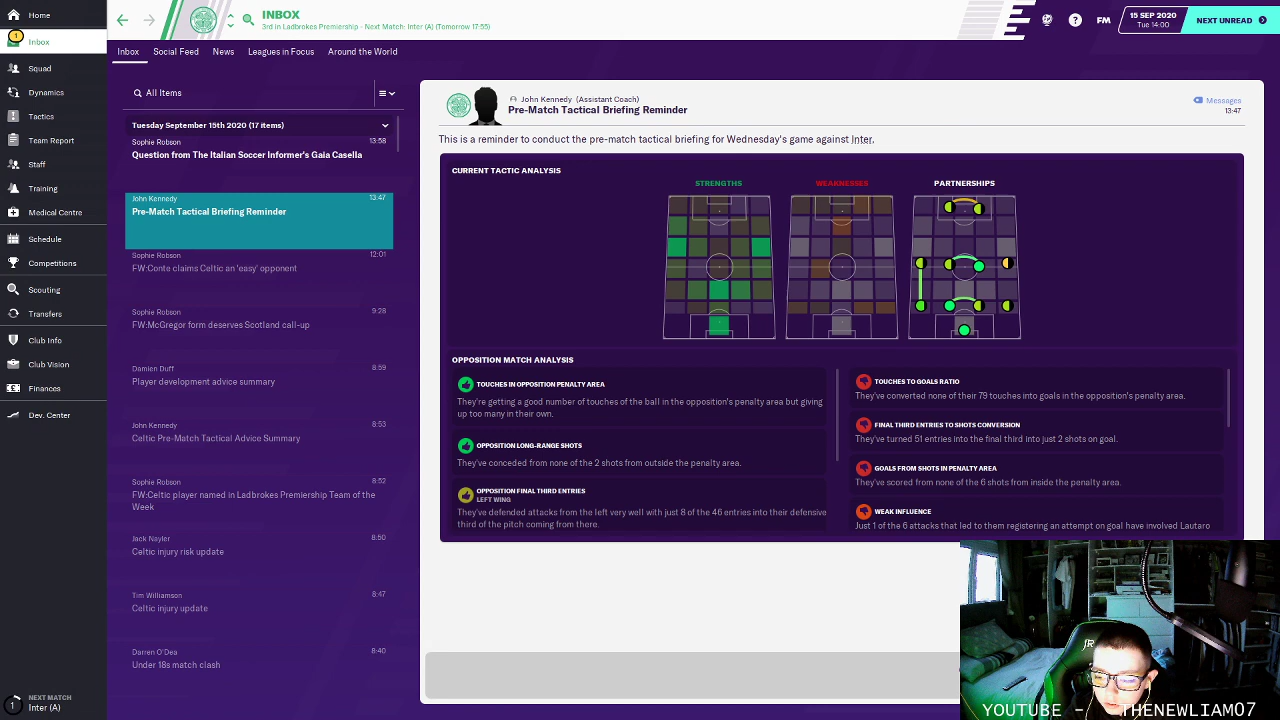 INBOX
3rd in Ladbrokes Premiership - Next Match: Inter (A) (Tomorrow 17:55)
FM
15 SEP 2020
Tue 14:00
NEXT UNREAD
1
Inbox
Squad
Dynamics
Tactics
Team Report
Staff
Training
Medical Centre
Schedule
Competitions
Scouting
Transfers
Club Info
Club Vision
Finances
Dev. Center
1
NEXT MATCH
Inter (A)
Inbox
Social Feed
News
Leagues in Focus
Around the World
All Items
Tuesday September 15th 2020 (17 items)
Sophie Robson 13:58
Question from The Italian Soccer Informer's Gaia Casella
John Kennedy 13:47
Pre-Match Tactical Briefing Reminder
Sophie Robson 12:01
FW:Conte claims Celtic an 'easy' opponent
Sophie Robson 9:28
FW:McGregor form deserves Scotland call-up
Damien Duff 8:59
Player development advice summary
John Kennedy 8:53
Celtic Pre-Match Tactical Advice Summary
Sophie Robson 8:52
FW:Celtic player named in Ladbrokes Premiership Team of the
Week
Jack Nayler 8:50
Celtic injury risk update
Tim Williamson 8:47
Celtic injury update
Darren O'Dea 8:40
Under 18s match clash
John Kennedy (Assistant Coach)
Pre-Match Tactical Briefing Reminder
Messages
13:47
This is a reminder to conduct the pre-match tactical briefing for Wednesday's game against Inter.
CURRENT TACTIC ANALYSIS
STRENGTHS
WEAKNESSES
PARTNERSHIPS
OPPOSITION MATCH ANALYSIS
TOUCHES IN OPPOSITION PENALTY AREA
They're getting a good number of touches of the ball in the opposition's penalty area but giving
up too many in their own.
OPPOSITION LONG-RANGE SHOTS
They've conceded from none of the 2 shots from outside the penalty area.
OPPOSITION FINAL THIRD ENTRIES
LEFT WING
They've defended attacks from the left very well with just 8 of the 46 entries into their defensive
third of the pitch coming from there.
TOUCHES TO GOALS RATIO
They've converted none of their 79 touches into goals in the opposition's penalty area.
FINAL THIRD ENTRIES TO SHOTS CONVERSION
They've turned 51 entries into the final third into just 2 shots on goal.
GOALS FROM SHOTS IN PENALTY AREA
They've scored from none of the 6 shots from inside the penalty area.
WEAK INFLUENCE
Just 1 of the 6 attacks that led to them registering an attempt on goal have involved Lautaro
YOUTUBE - THENEWLIAM07